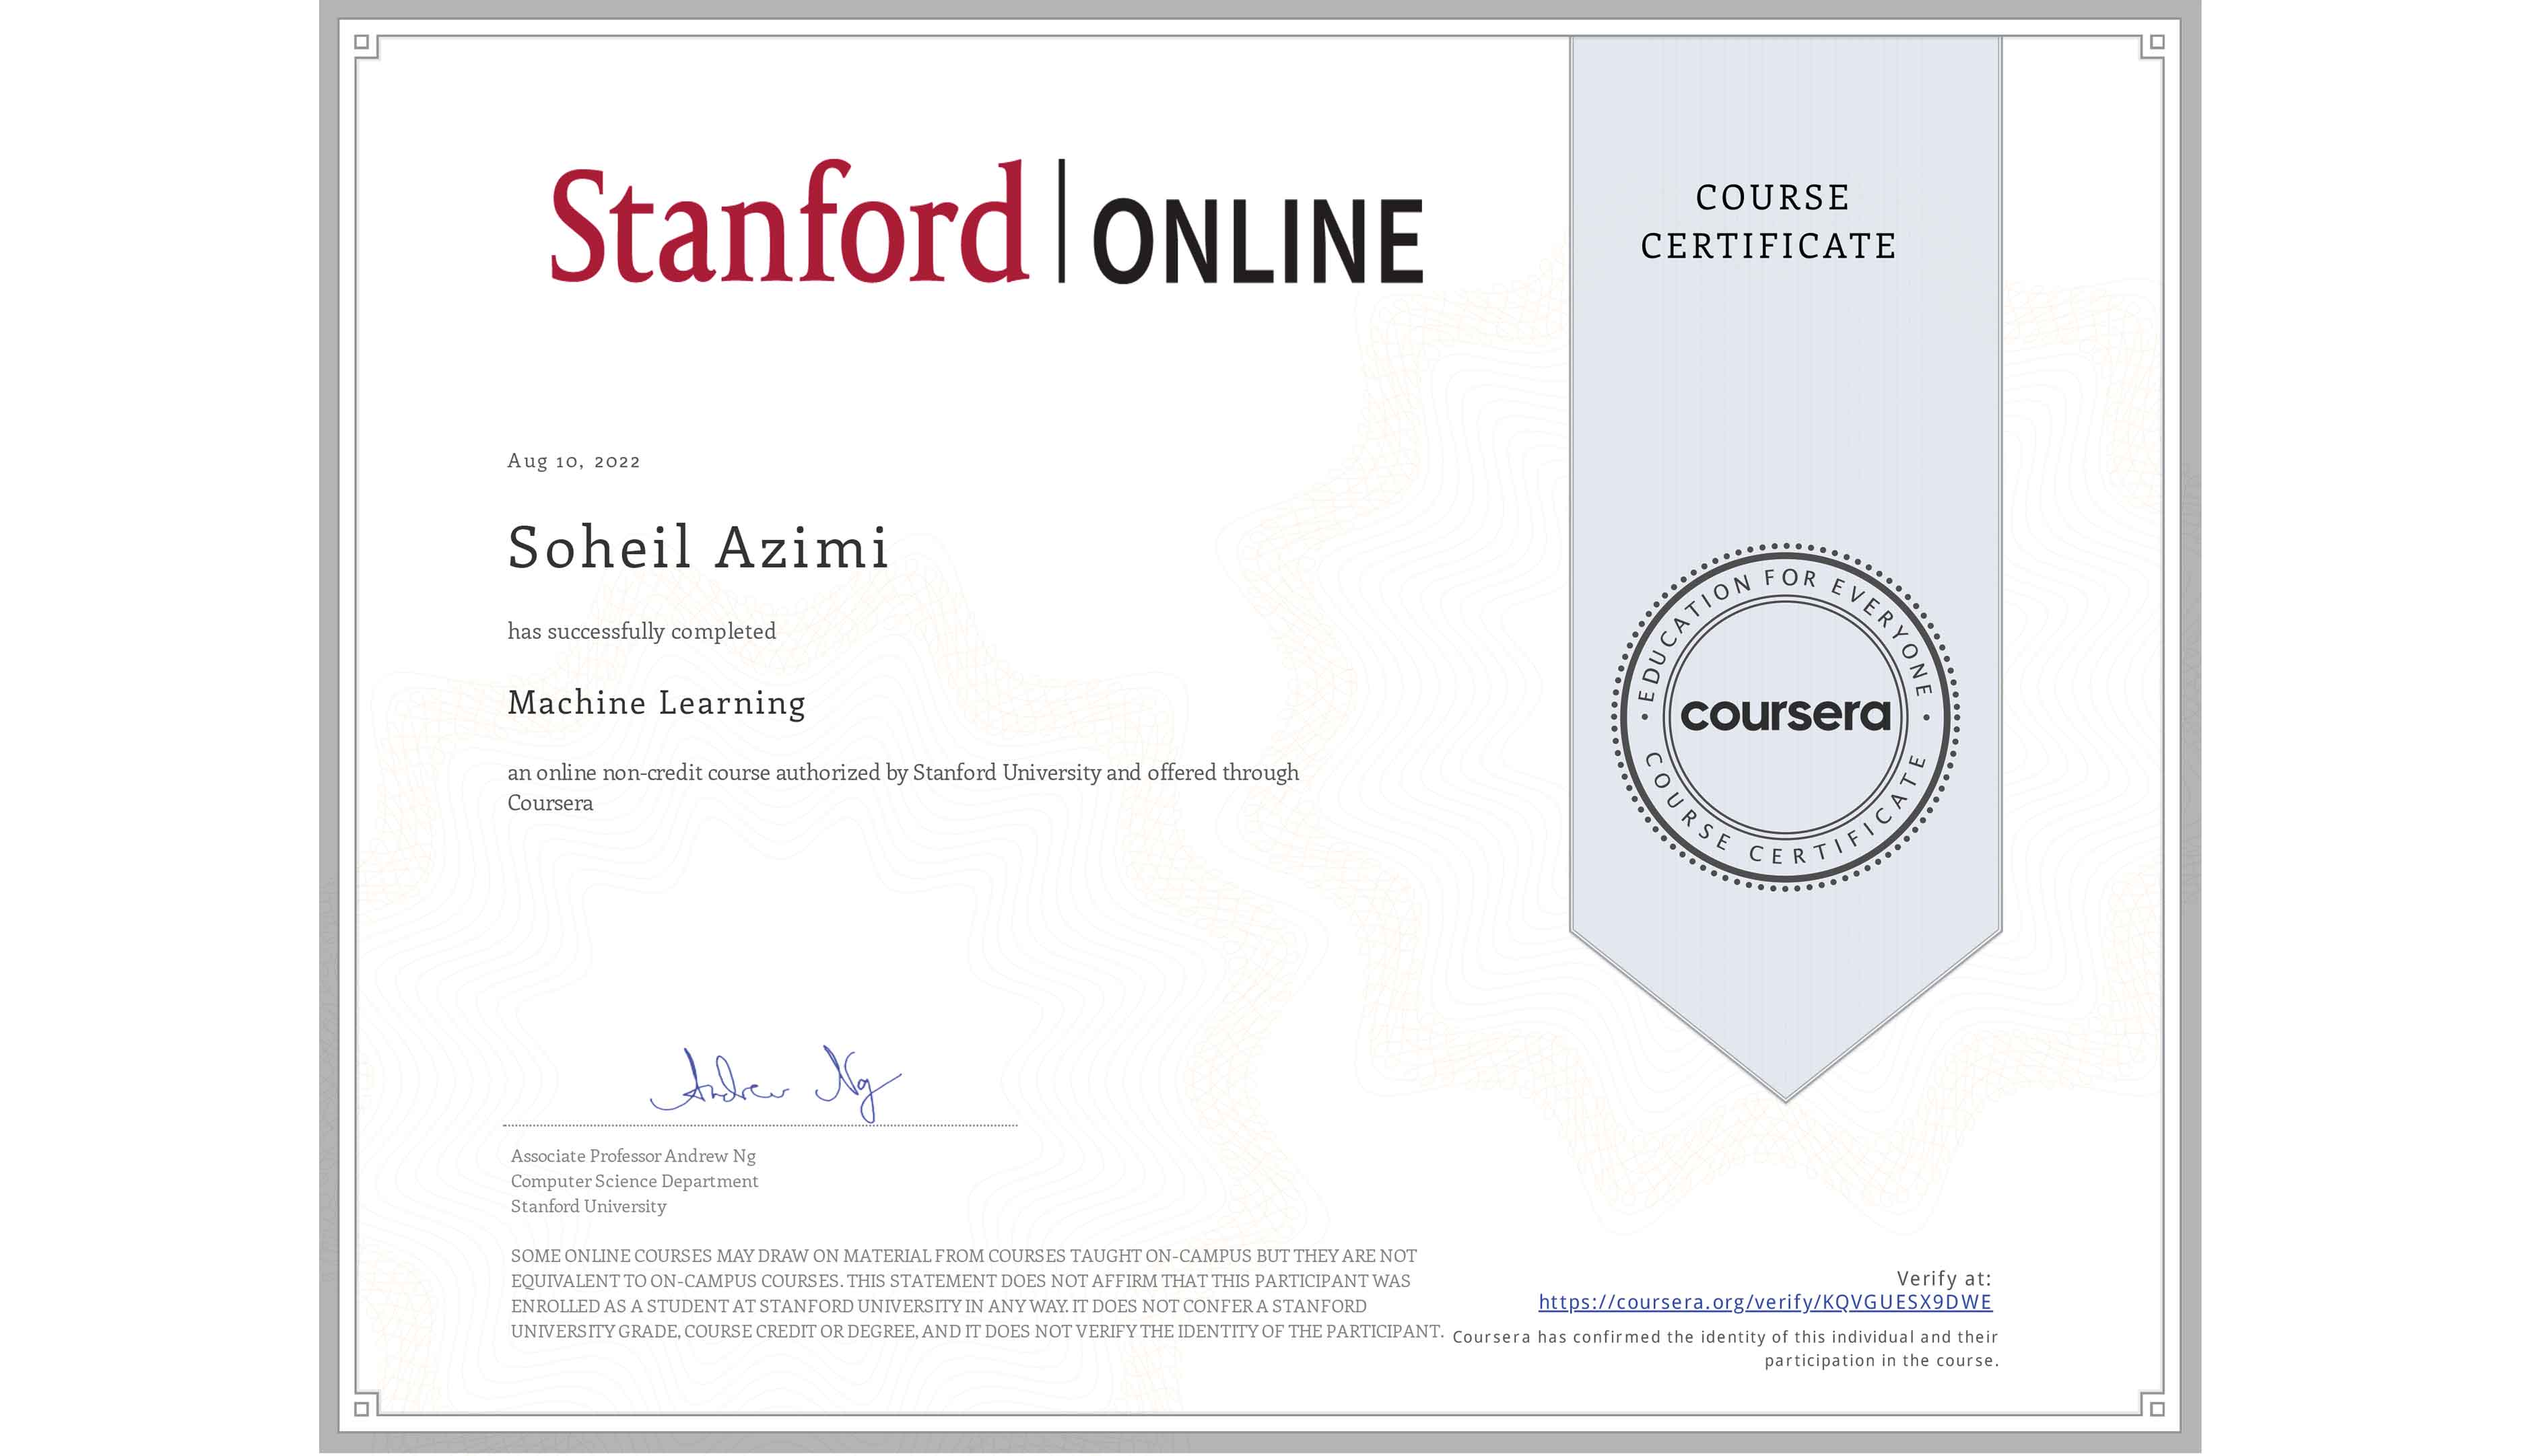 Stanford | ONLINE
COURSE
CERTIFICATE
Aug 10, 2022
Soheil Azimi
has successfully completed
Machine Learning
an online non-credit course authorized by Stanford University and offered through
Coursera
EDUCATION FOR EVERYONE
coursera
COURSE CERTIFICATE
Andrew Ng
Associate Professor Andrew Ng
Computer Science Department
Stanford University
SOME ONLINE COURSES MAY DRAW ON MATERIAL FROM COURSES TAUGHT ON-CAMPUS BUT THEY ARE NOT
EQUIVALENT TO ON-CAMPUS COURSES. THIS STATEMENT DOES NOT AFFIRM THAT THIS PARTICIPANT WAS
ENROLLED AS A STUDENT AT STANFORD UNIVERSITY IN ANY WAY. IT DOES NOT CONFER A STANFORD
UNIVERSITY GRADE, COURSE CREDIT OR DEGREE, AND IT DOES NOT VERIFY THE IDENTITY OF THE PARTICIPANT.
Verify at:
https://coursera.org/verify/KQVGUESX9DWE
Coursera has confirmed the identity of this individual and their
participation in the course.